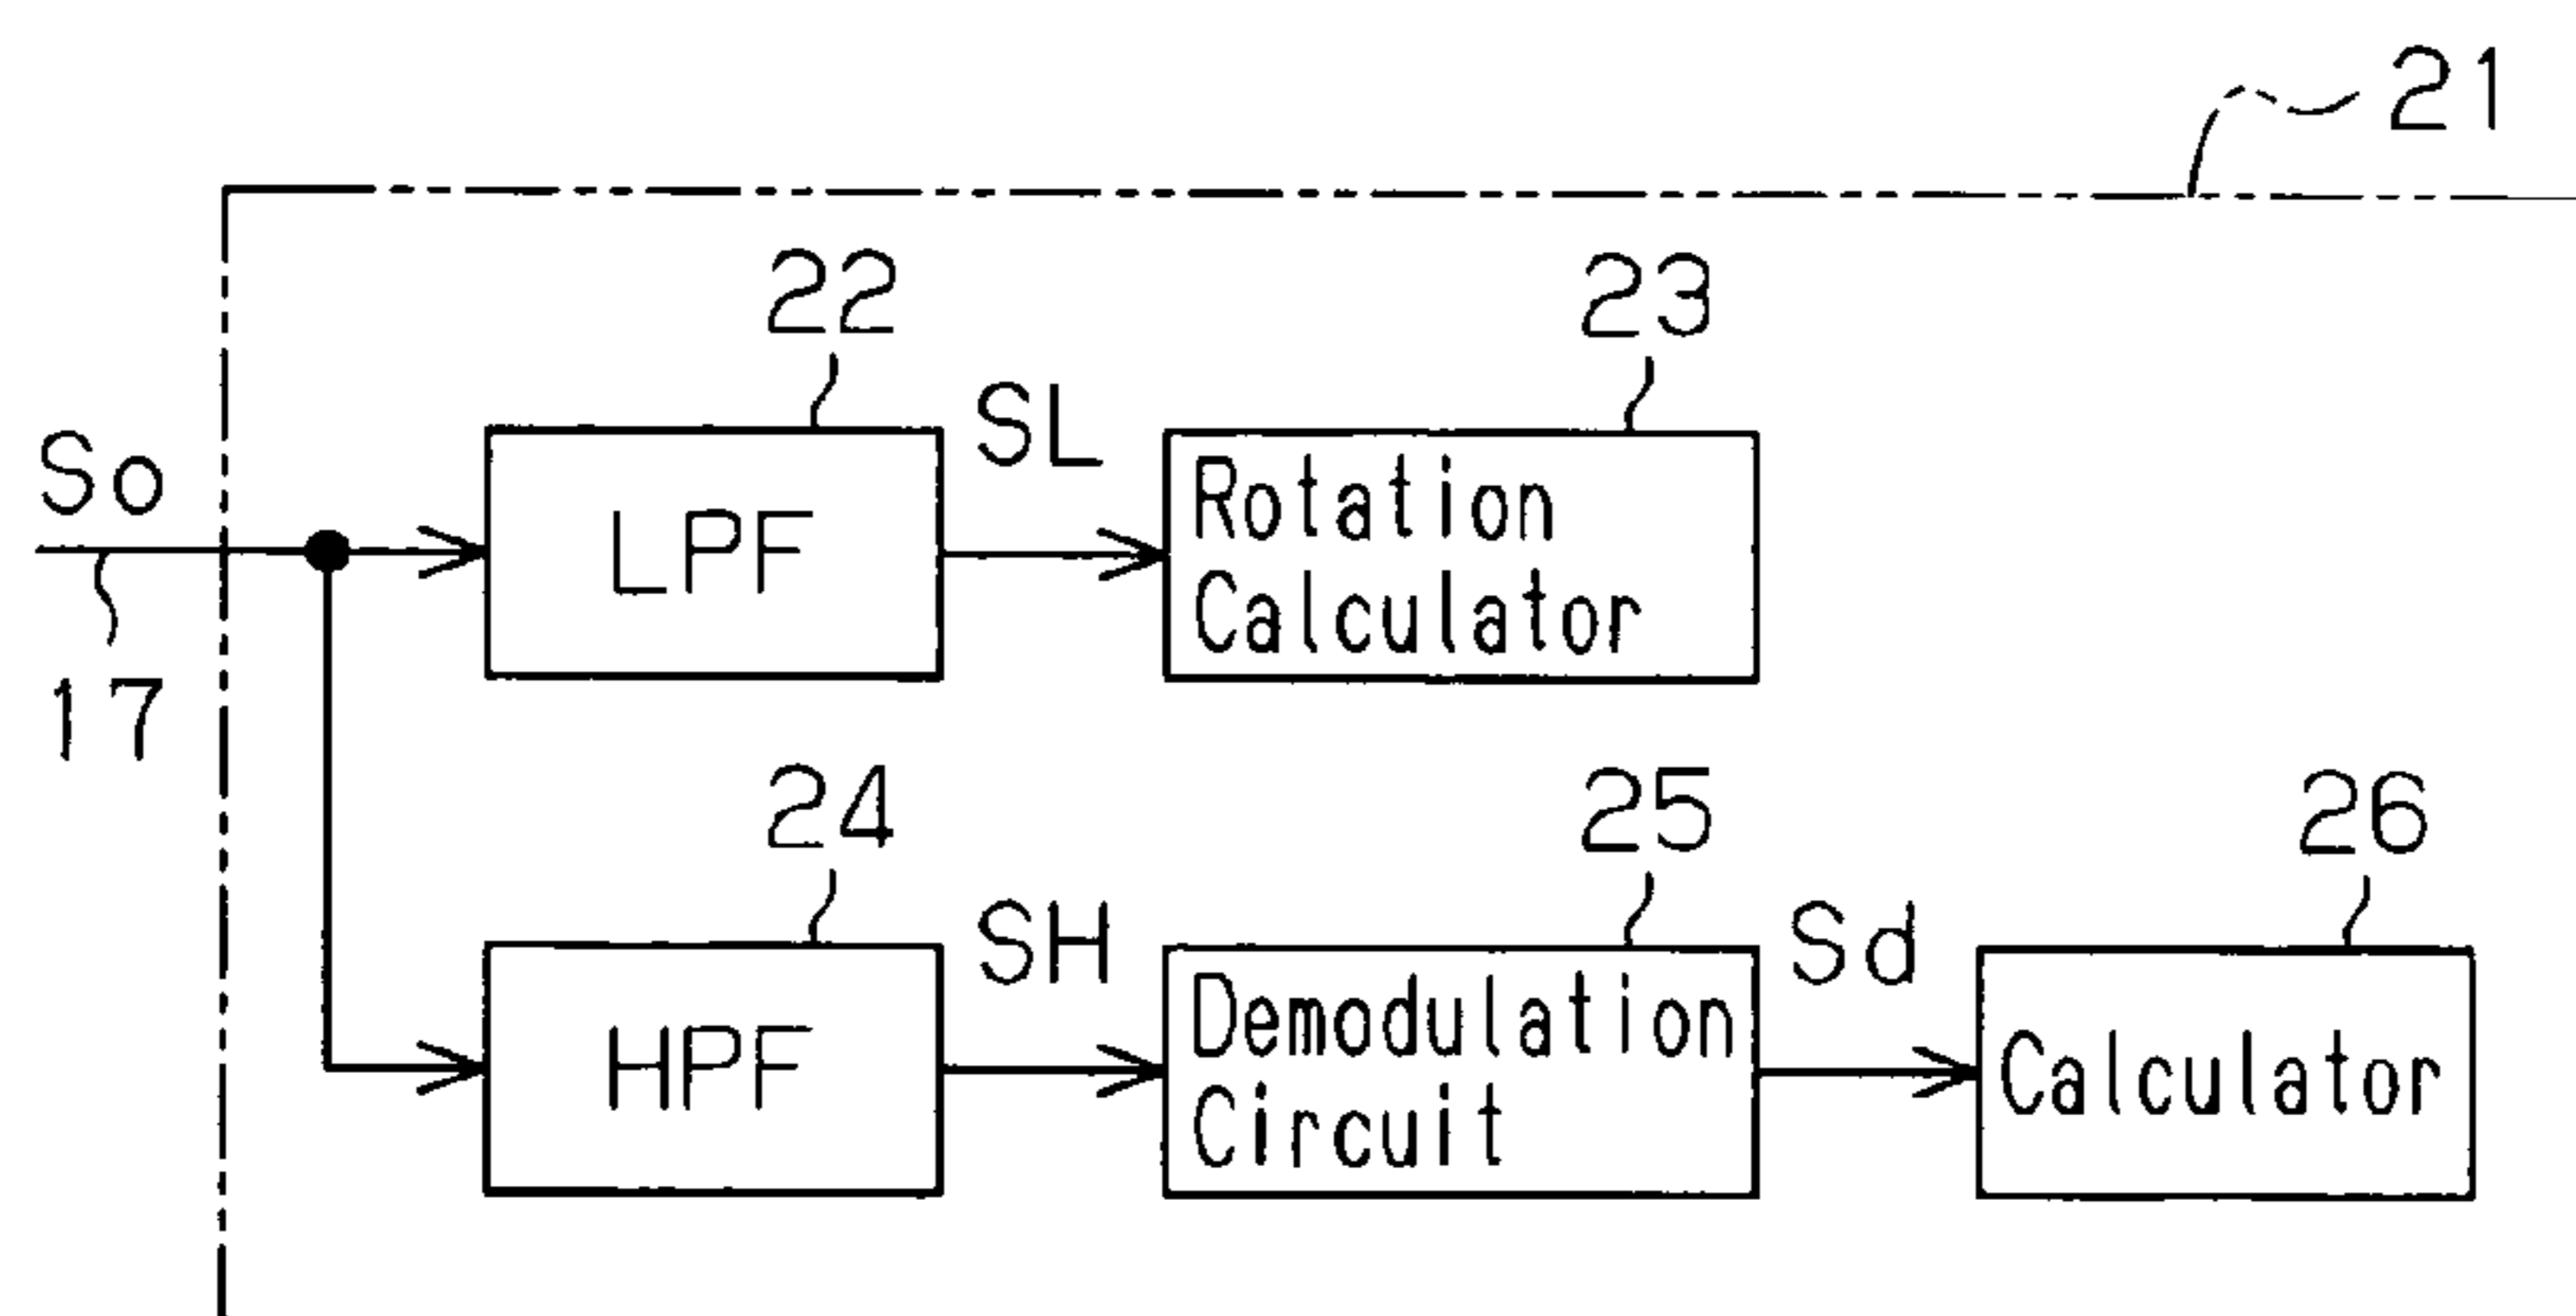 21
22
23
SL
So
LPF
Rotation
Calculator
17
24
25
26
SH
Sd
HPF
Demodulation
Circuit
Calculator